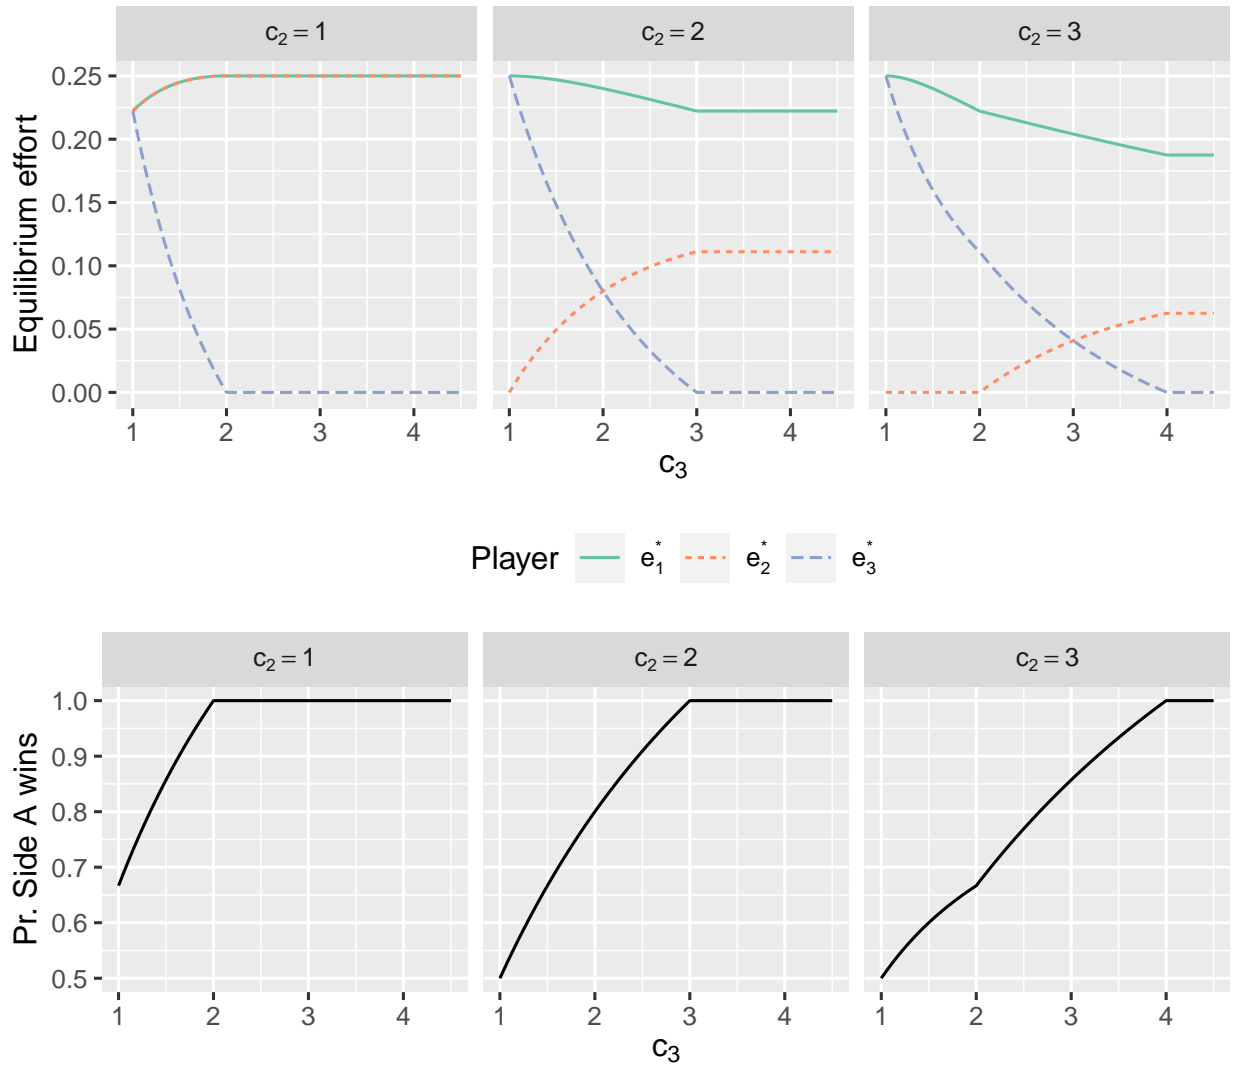 c₂ = 1
c₂ = 2
c₂ = 3
Equilibrium effort
0.25
0.20
0.15
0.10
0.05
0.00
1 2 3 4
1 2 3 4
1 2 3 4
c₃
Player e₁* e₂* e₃*
c₂ = 1
c₂ = 2
c₂ = 3
Pr. Side A wins
1.0
0.9
0.8
0.7
0.6
0.5
1 2 3 4
1 2 3 4
1 2 3 4
c₃